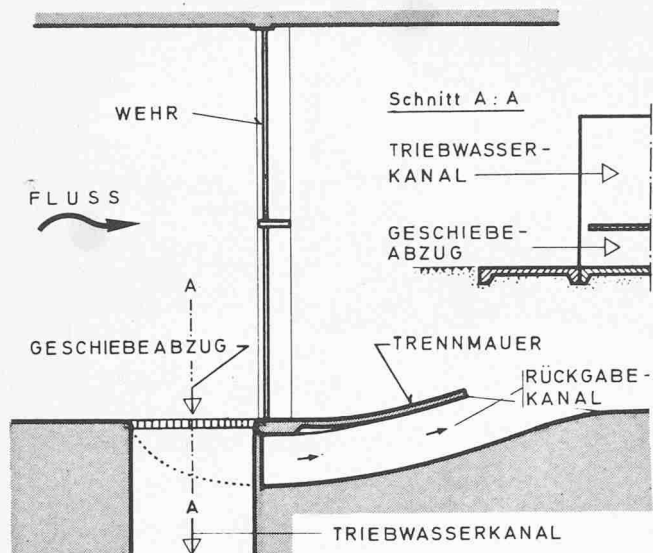 WEHR
Schnitt A : A
TRIEBWASSER-
KANAL
FLUSS
GESCHIEBE-
ABZUG
A
GESCHIEBEABZUG
TRENNMAUER
RÜCKGABE-
KANAL
A
TRIEBWASSERKANAL